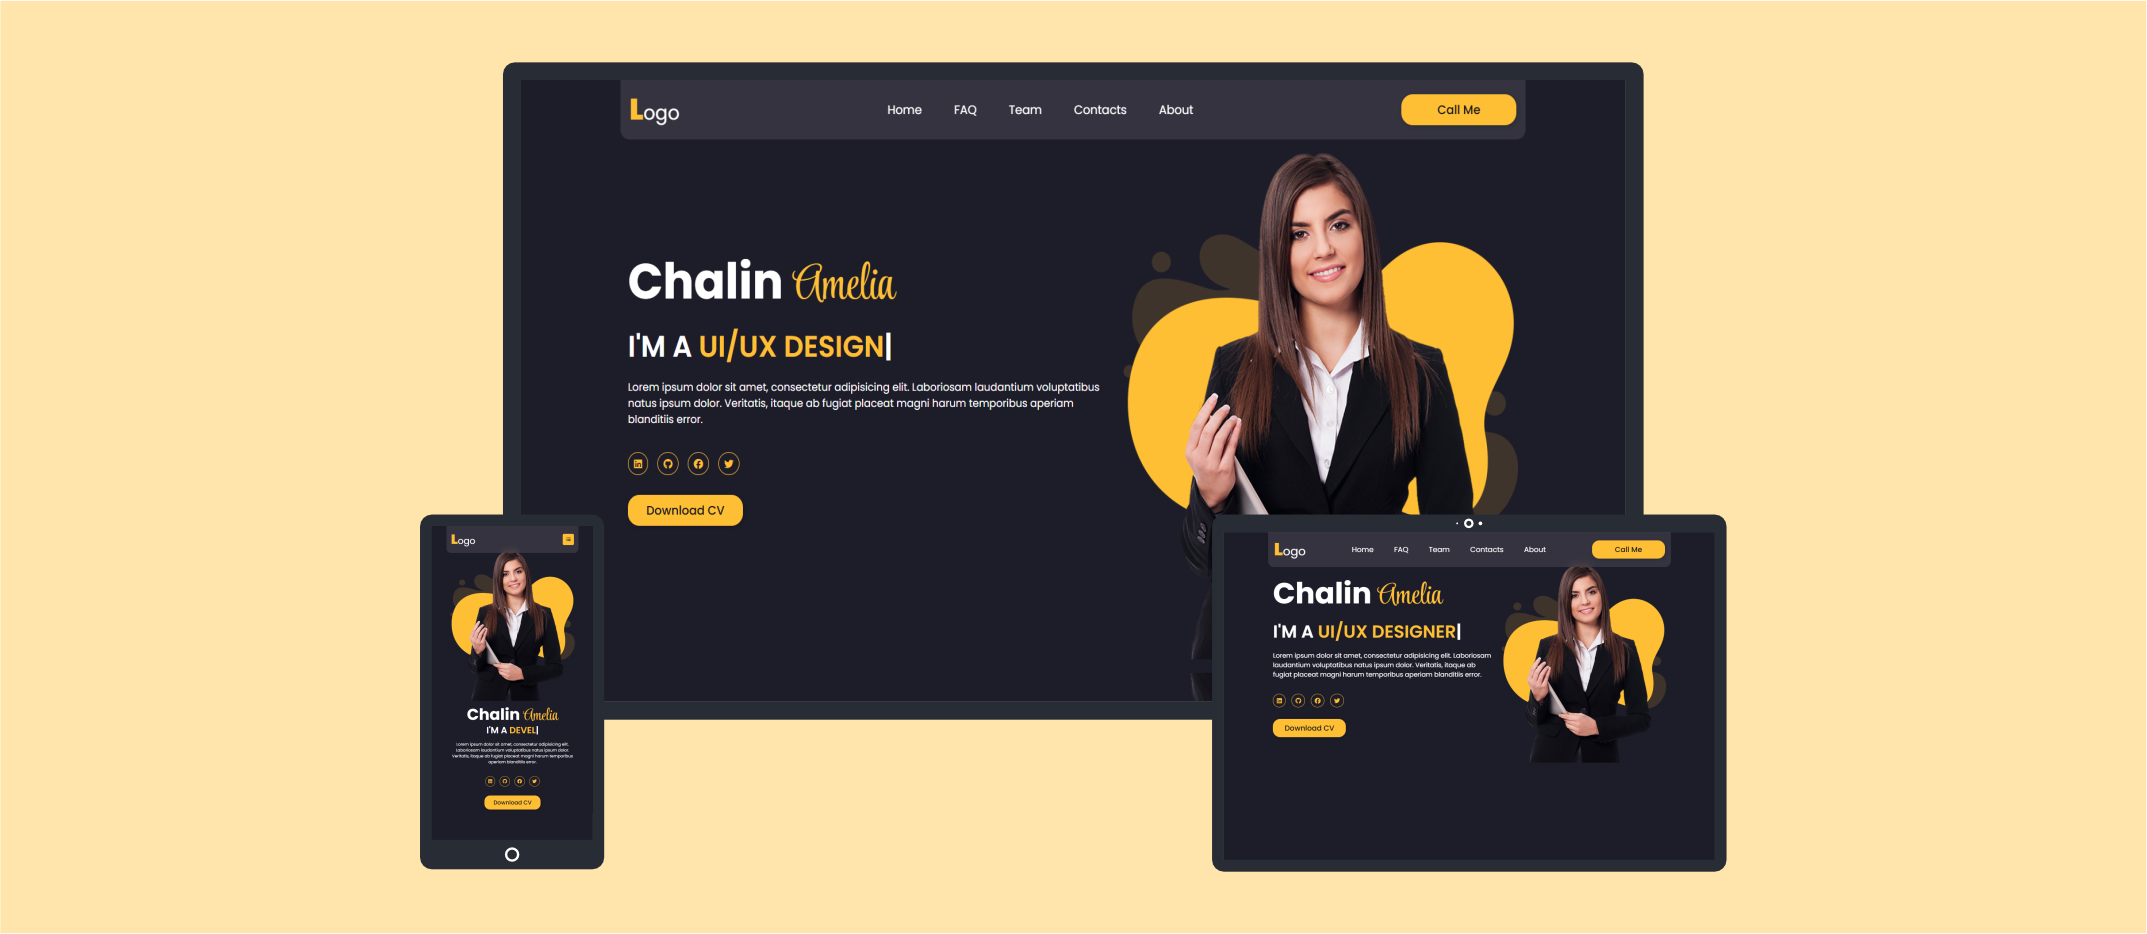 Logo
Home FAQ Team Contacts About
Call Me
Chalin Amelia
I'M A UI/UX DESIGN|
Lorem ipsum dolor sit amet, consectetur adipisicing elit. Laboriosam laudantium voluptatibus
natus ipsum dolor. Veritatis, itaque ab fugiat placeat magni harum temporibus aperiam
blanditiis error.
Download CV
Logo
Chalin Amelia
I'M A DEVEL|
Lorem ipsum dolor sit amet, consectetur adipisicing elit.
Laboriosam laudantium voluptatibus natus ipsum dolor.
Veritatis, itaque ab fugiat placeat magni harum temporibus
aperiam blanditiis error.
Download CV
Logo
Home FAQ Team Contacts About
Call Me
Chalin Amelia
I'M A UI/UX DESIGNER|
Lorem ipsum dolor sit amet, consectetur adipisicing elit. Laboriosam
laudantium voluptatibus natus ipsum dolor. Veritatis, itaque ab
fugiat placeat magni harum temporibus aperiam blanditiis error.
Download CV